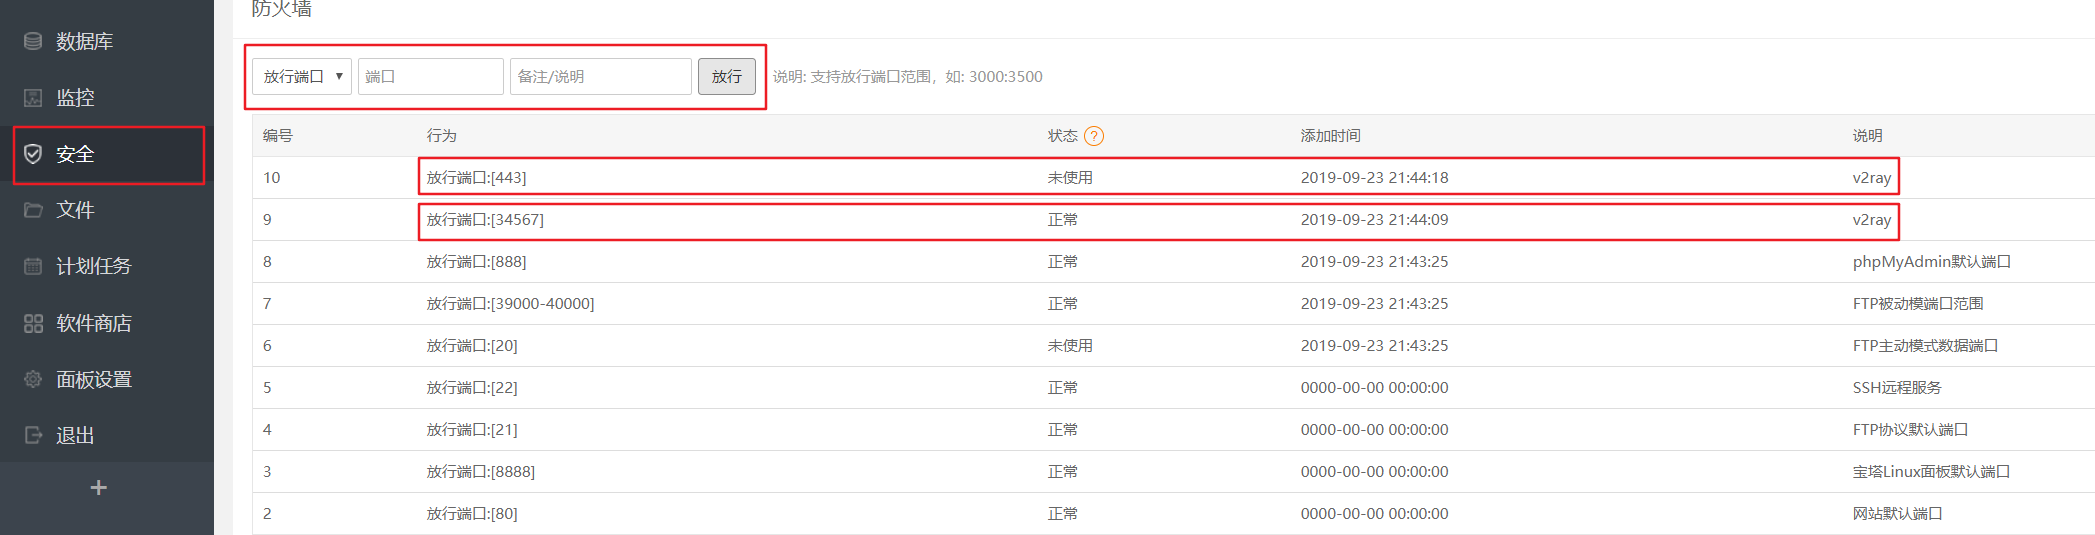 防火墙
数据库
监控
安全
文件
计划任务
软件商店
面板设置
退出
+
放行端口 ▼ 端口 备注/说明 放行 说明: 支持放行端口范围，如: 3000:3500
编号 行为 状态 ? 添加时间 说明
10 放行端口:[443] 未使用 2019-09-23 21:44:18 v2ray
9 放行端口:[34567] 正常 2019-09-23 21:44:09 v2ray
8 放行端口:[888] 正常 2019-09-23 21:43:25 phpMyAdmin默认端口
7 放行端口:[39000-40000] 正常 2019-09-23 21:43:25 FTP被动模端口范围
6 放行端口:[20] 未使用 2019-09-23 21:43:25 FTP主动模式数据端口
5 放行端口:[22] 正常 0000-00-00 00:00:00 SSH远程服务
4 放行端口:[21] 正常 0000-00-00 00:00:00 FTP协议默认端口
3 放行端口:[8888] 正常 0000-00-00 00:00:00 宝塔Linux面板默认端口
2 放行端口:[80] 正常 0000-00-00 00:00:00 网站默认端口